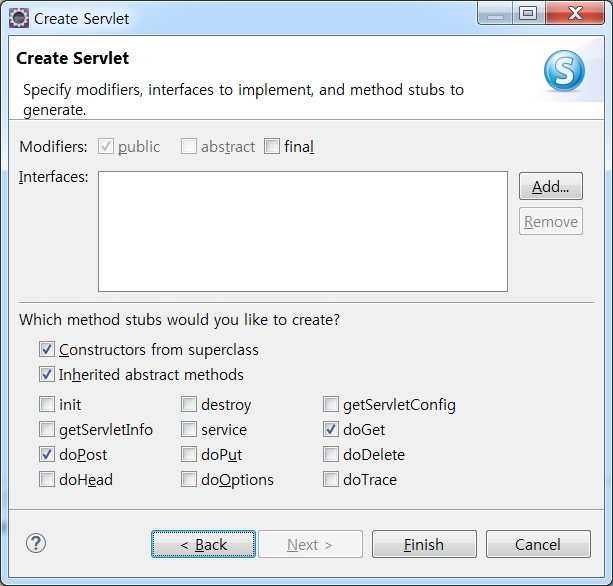 Create Servlet
Create Servlet
Specify modifiers, interfaces to implement, and method stubs to
generate.
Modifiers: public abstract final
Interfaces:
Add...
Remove
Which method stubs would you like to create?
Constructors from superclass
Inherited abstract methods
init destroy getServletConfig
getServletInfo service doGet
doPost doPut doDelete
doHead doOptions doTrace
? < Back Next > Finish Cancel